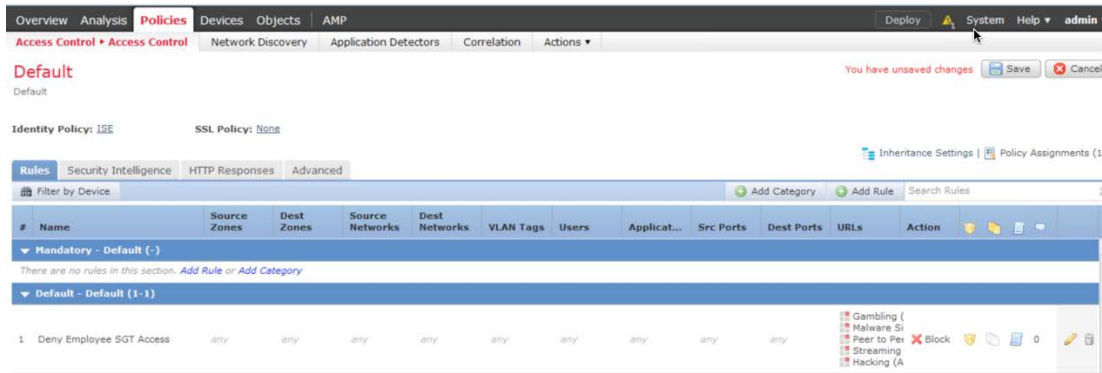 Overview Analysis Policies Devices Objects AMP Deploy 1 System Help ▾ admin
Access Control ▸ Access Control Network Discovery Application Detectors Correlation Actions ▾
Default
You have unsaved changes Save Cancel
Default
Identity Policy: ISE SSL Policy: None
Inheritance Settings | Policy Assignments (1
Rules Security Intelligence HTTP Responses Advanced
Filter by Device Add Category Add Rule Search Rules
# Name Source Zones Dest Zones Source Networks Dest Networks VLAN Tags Users Applicat... Src Ports Dest Ports URLs Action
Mandatory - Default (-)
There are no rules in this section. Add Rule or Add Category
Default - Default (1-1)
1 Deny Employee SGT Access any any any any any any any any any Gambling (
Malware Si
Peer to Pee Block 0
Streaming
Hacking (A